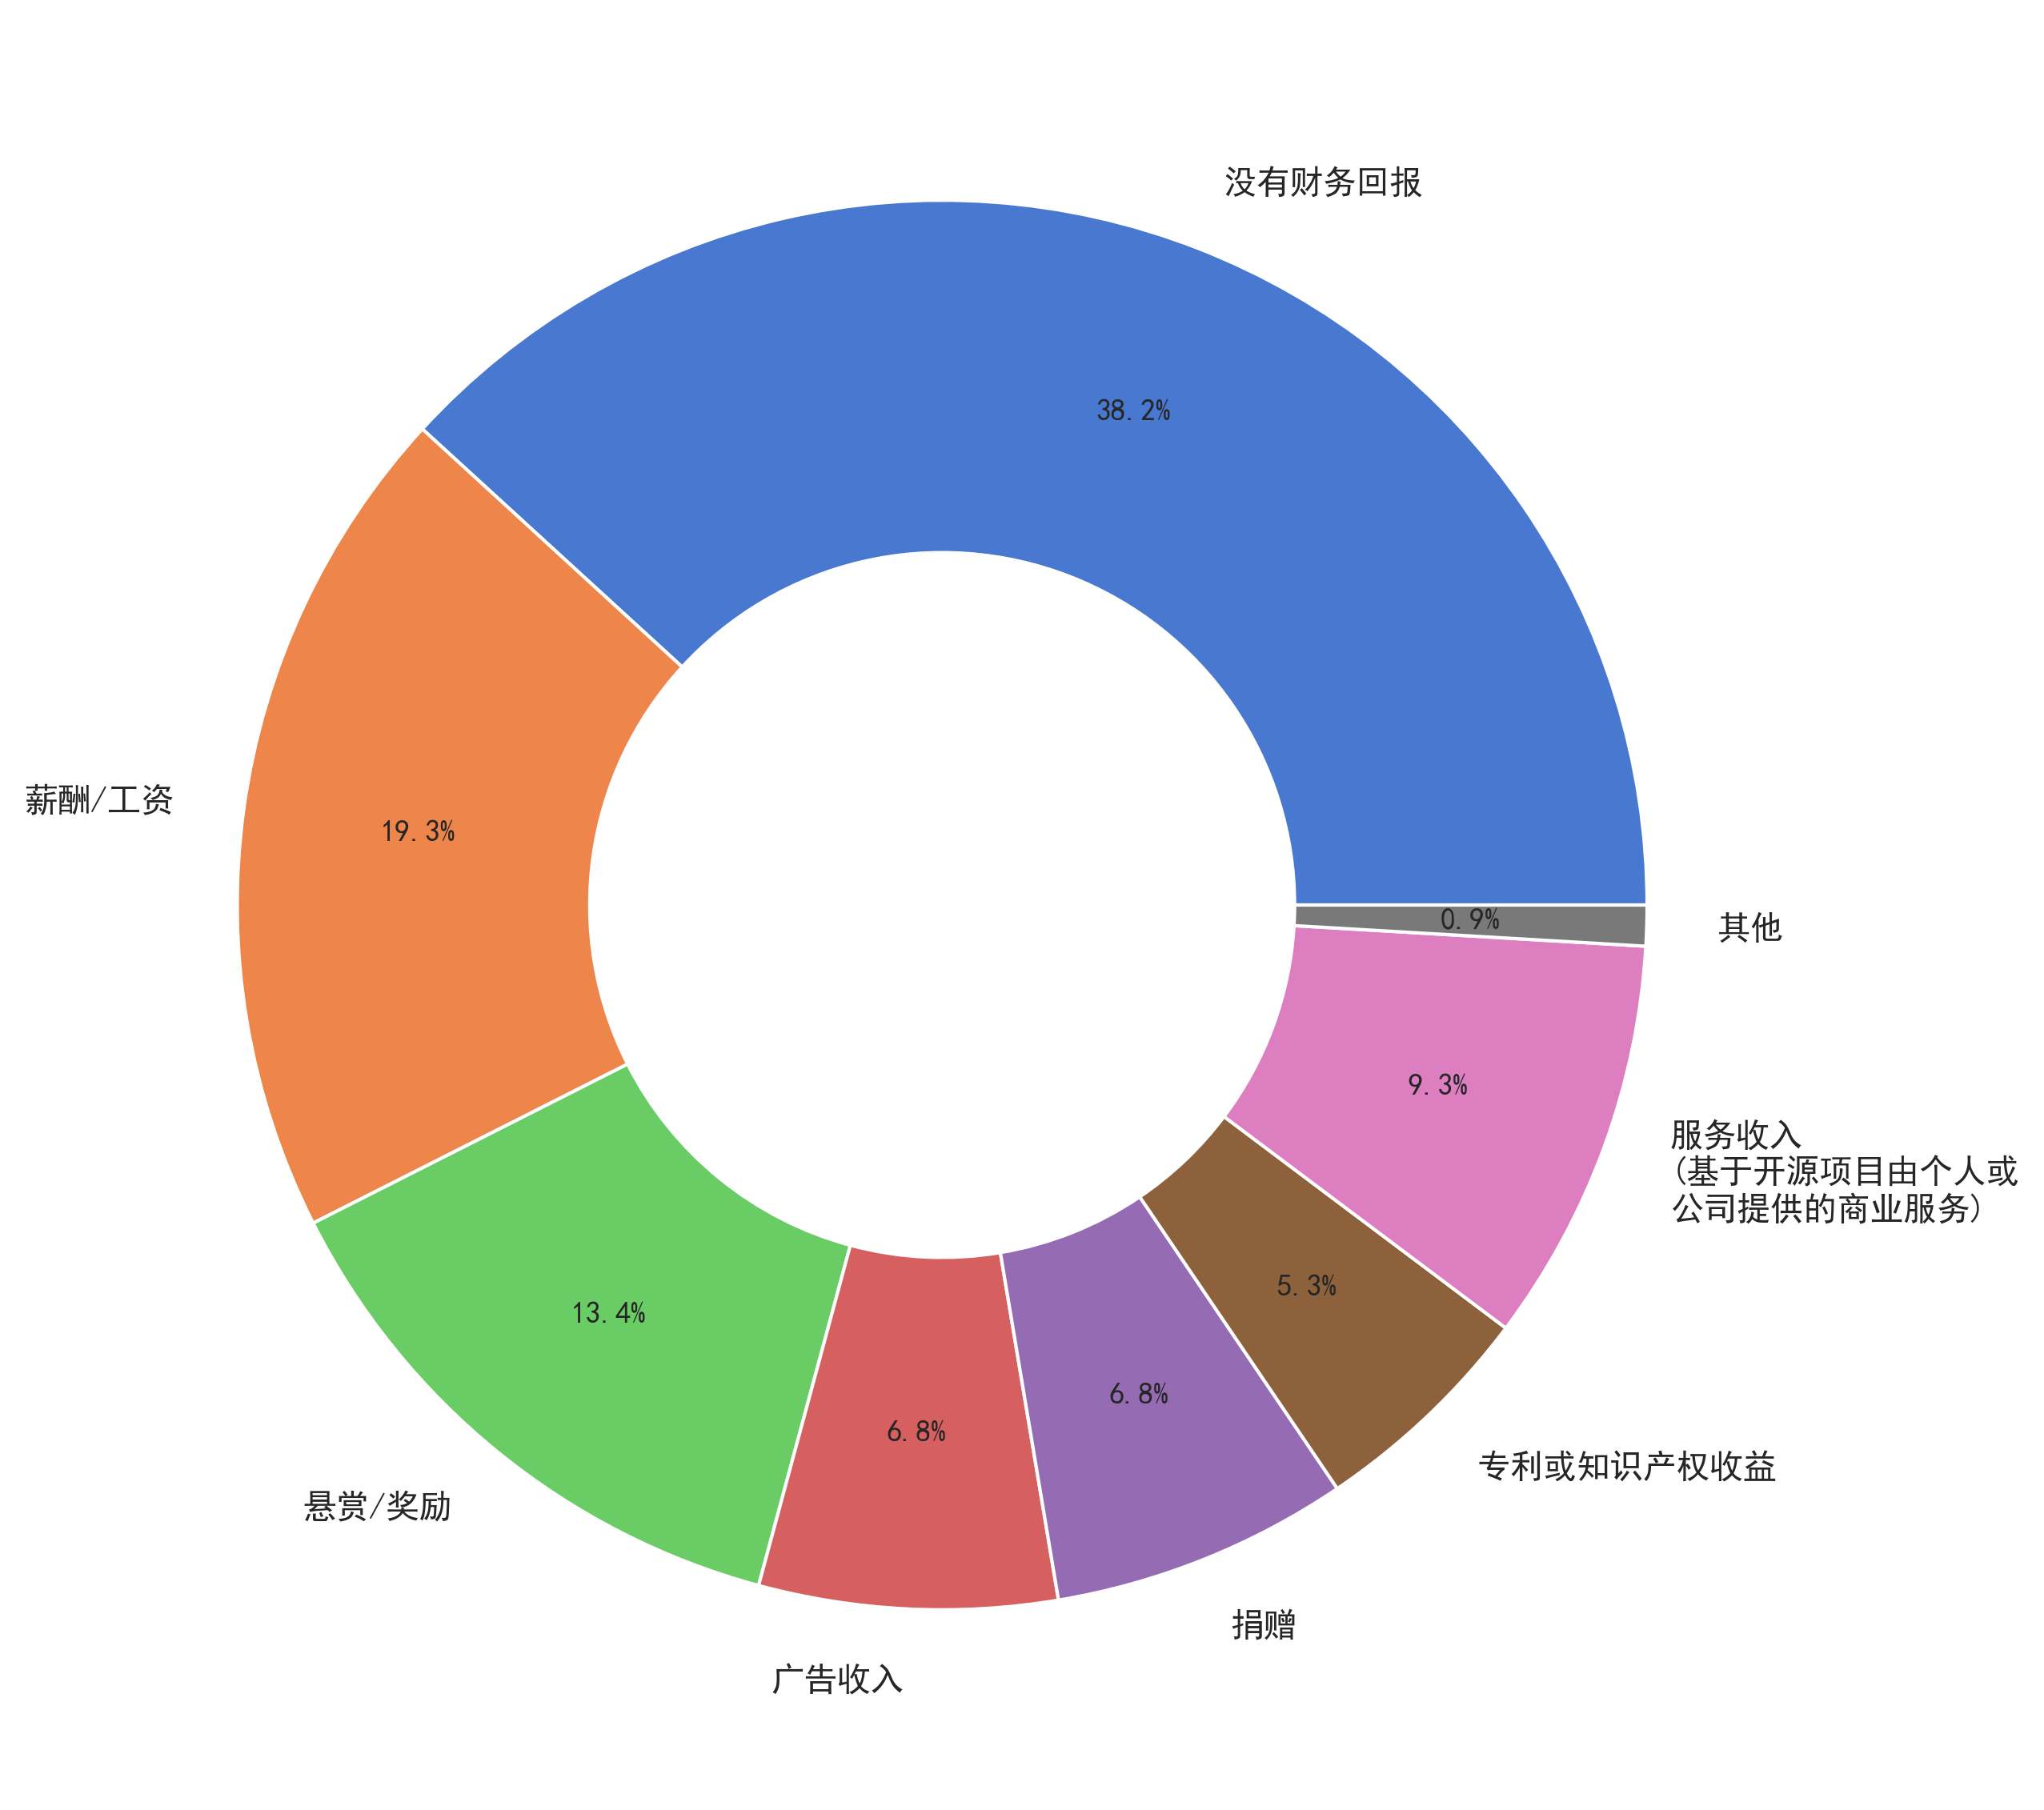 没有财务回报
38.2%
薪酬/工资
19.3%
0.9%
其他
9.3%
服务收入
(基于开源项目由个人或
公司提供的商业服务)
5.3%
13.4%
6.8%
6.8%
专利或知识产权收益
悬赏/奖励
捐赠
广告收入